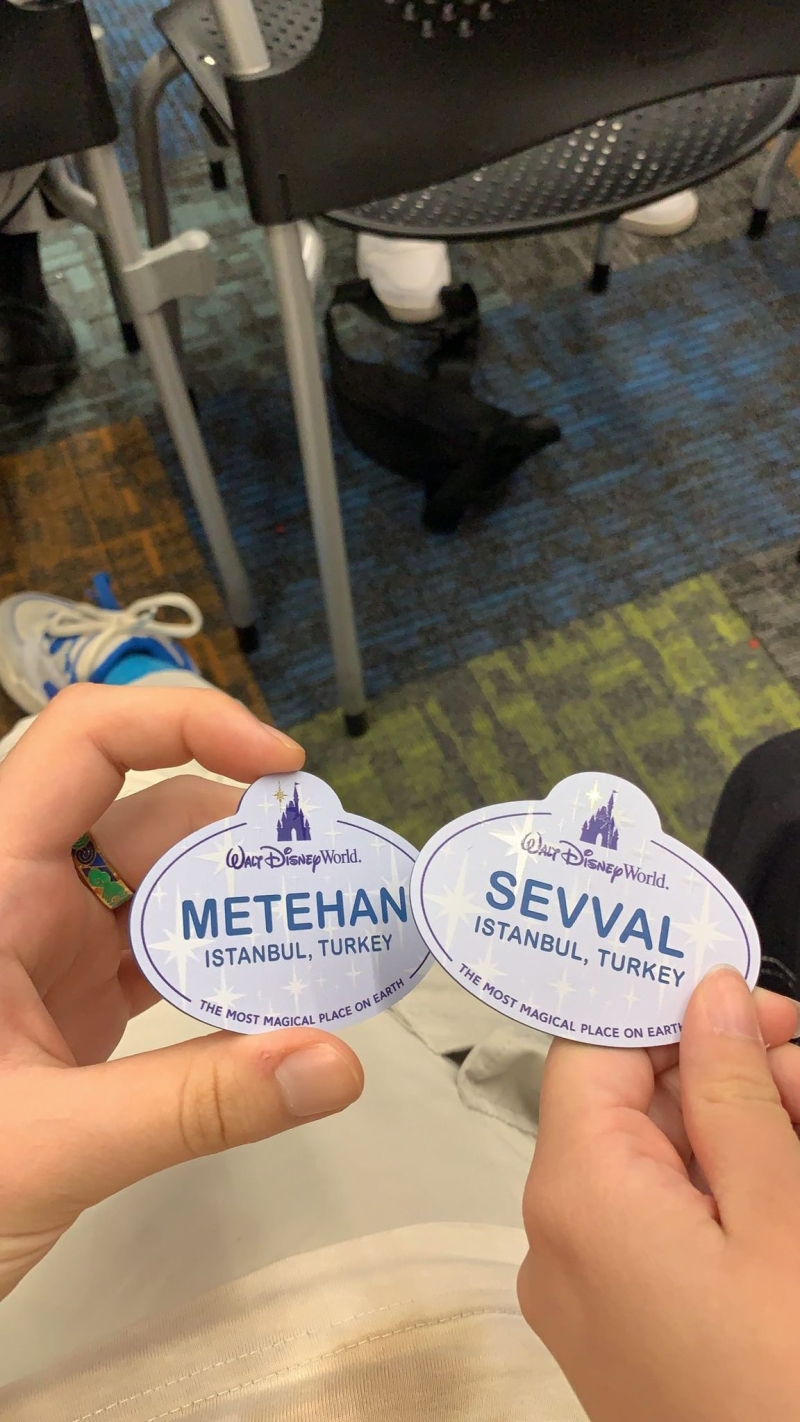 Walt Disney World.
METEHAN
ISTANBUL, TURKEY
THE MOST MAGICAL PLACE ON EARTH
Walt Disney World.
SEVVAL
ISTANBUL, TURKEY
THE MOST MAGICAL PLACE ON EARTH